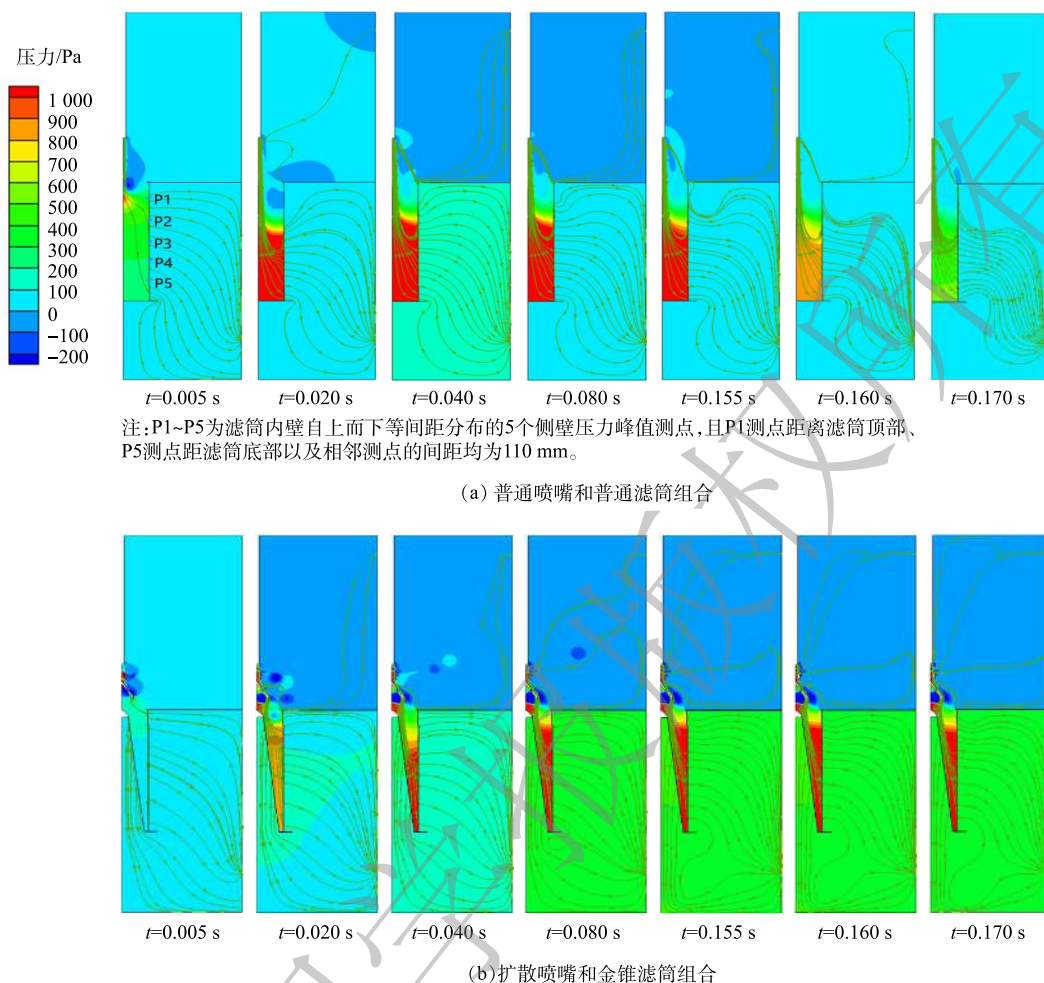 压力/Pa
1 000
900
800
700
600
500
400
300
200
100
0
−100
−200
P1
P2
P3
P4
P5
t=0.005 s
t=0.020 s
t=0.040 s
t=0.080 s
t=0.155 s
t=0.160 s
t=0.170 s
注:P1~P5为滤筒内壁自上而下等间距分布的5个侧壁压力峰值测点,且P1测点距离滤筒顶部、
P5测点距滤筒底部以及相邻测点的间距均为110 mm。
(a) 普通喷嘴和普通滤筒组合
t=0.005 s
t=0.020 s
t=0.040 s
t=0.080 s
t=0.155 s
t=0.160 s
t=0.170 s
(b)扩散喷嘴和金锥滤筒组合
学报版权所